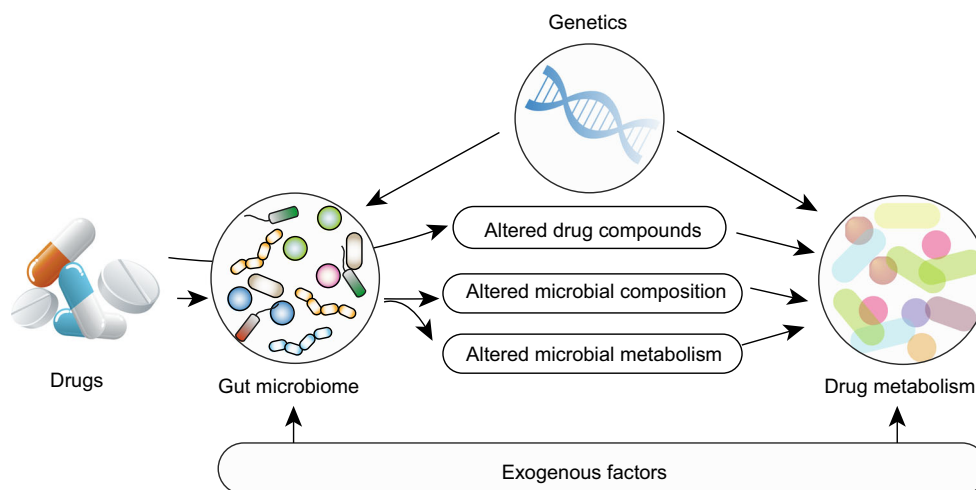 Genetics
Altered drug compounds
Altered microbial composition
Altered microbial metabolism
Drugs
Gut microbiome
Drug metabolism
Exogenous factors